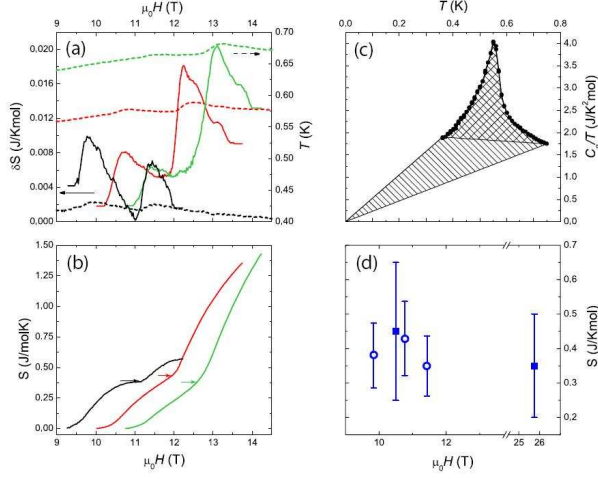 μ₀H (T)
9 10 11 12 13 14
(a)
0.020
0.016
0.012
0.008
0.004
0.000
δS (J/Kmol)
0.70
0.65
0.60
0.55
0.50
0.45
0.40
T (K)
T (K)
0.0 0.2 0.4 0.6 0.8
(c)
4.0
3.5
3.0
2.5
2.0
1.5
1.0
0.5
0.0
/T (J/K²mol)
(b)
1.50
1.25
1.00
0.75
0.50
0.25
0.00
S (J/molK)
9 10 11 12 13 14
μ₀H (T)
(d)
0.7
0.6
0.5
0.4
0.3
0.2
S (J/Kmol)
10 12 25 26
μ₀H (T)